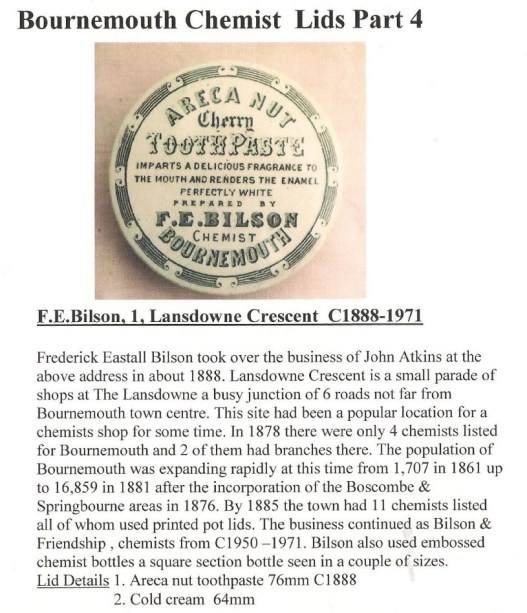 Bournemouth Chemist Lids Part 4
ARECA NUT
Cherry
TOOTH PASTE
IMPARTS A DELICIOUS FRAGRANCE TO
THE MOUTH AND RENDERS THE ENAMEL
PERFECTLY WHITE
PREPARED BY
F.E.BILSON
CHEMIST
BOURNEMOUTH
F.E.Bilson, 1, Lansdowne Crescent C1888-1971
Frederick Eastall Bilson took over the business of John Atkins at the
above address in about 1888. Lansdowne Crescent is a small parade of
shops at The Lansdowne a busy junction of 6 roads not far from
Bournemouth town centre. This site had been a popular location for a
chemists shop for some time. In 1878 there were only 4 chemists listed
for Bournemouth and 2 of them had branches there. The population of
Bournemouth was expanding rapidly at this time from 1,707 in 1861 up
to 16,859 in 1881 after the incorporation of the Boscombe &
Springbourne areas in 1876. By 1885 the town had 11 chemists listed
all of whom used printed pot lids. The business continued as Bilson &
Friendship , chemists from C1950 –1971. Bilson also used embossed
chemist bottles a square section bottle seen in a couple of sizes.
Lid Details 1. Areca nut toothpaste 76mm C1888
2. Cold cream 64mm